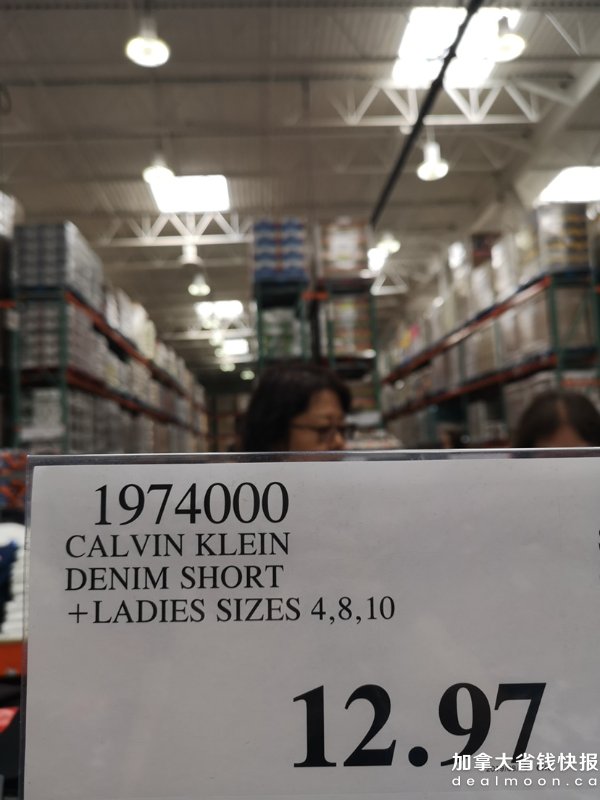 1974000
CALVIN KLEIN
DENIM SHORT
+LADIES SIZES 4,8,10
12.97
加拿大省钱快报
dealmoon.ca